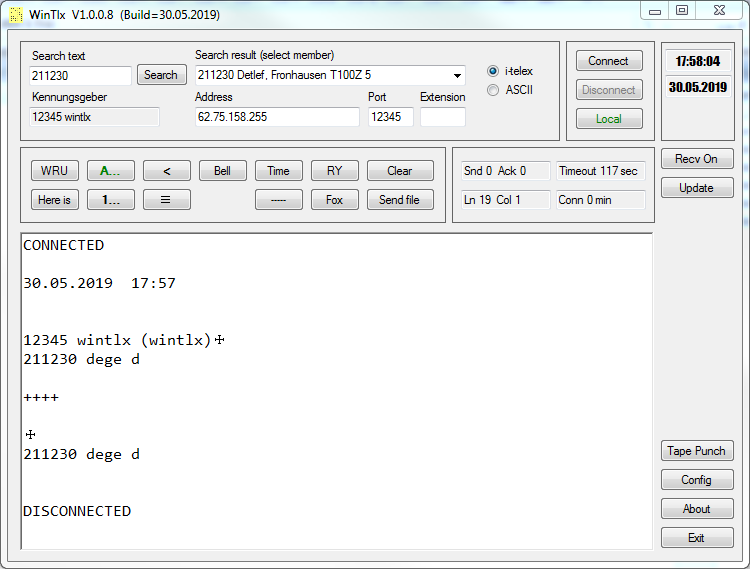 WinTlx V1.0.0.8 (Build=30.05.2019)
Search text
211230
Search
Search result (select member)
211230 Detlef, Fronhausen T100Z 5
Kennungsgeber
12345 wintlx
Address
62.75.158.255
Port
12345
Extension
i-telex
ASCII
Connect
Disconnect
Local
17:58:04
30.05.2019
Recv On
Update
WRU
A...
<
Bell
Time
RY
Clear
Here is
1...
≡
-----
Fox
Send file
Snd 0 Ack 0
Timeout 117 sec
Ln 19 Col 1
Conn 0 min
CONNECTED
30.05.2019  17:57
12345 wintlx (wintlx)✠
211230 dege d
++++
✠
211230 dege d
DISCONNECTED
Tape Punch
Config
About
Exit